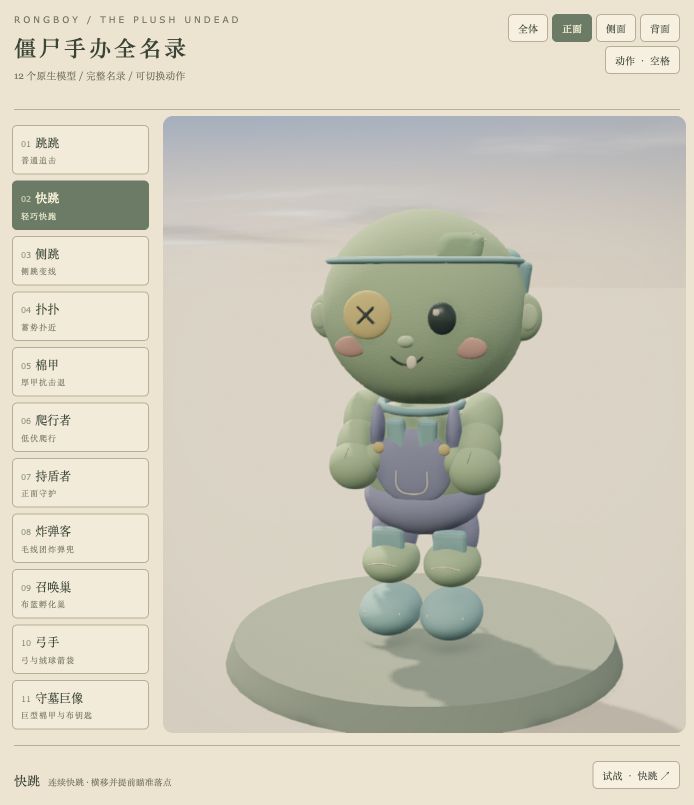 RONGBOY / THE PLUSH UNDEAD
僵尸手办全名录
12 个原生模型 / 完整名录 / 可切换动作
全体
正面
侧面
背面
动作 · 空格
01 跳跳
普通追击
02 快跳
轻巧快跑
03 侧跳
侧跳变线
04 扑扑
蓄势扑近
05 棉甲
厚甲抗击退
06 爬行者
低伏爬行
07 持盾者
正面守护
08 炸弹客
毛线团炸弹兜
09 召唤巢
布篮孵化巢
10 弓手
弓与绒球箭袋
11 守墓巨像
巨型棉甲与布钥匙
快跳 连续快跳 · 横移并提前瞄准落点
试战 · 快跳 ↗